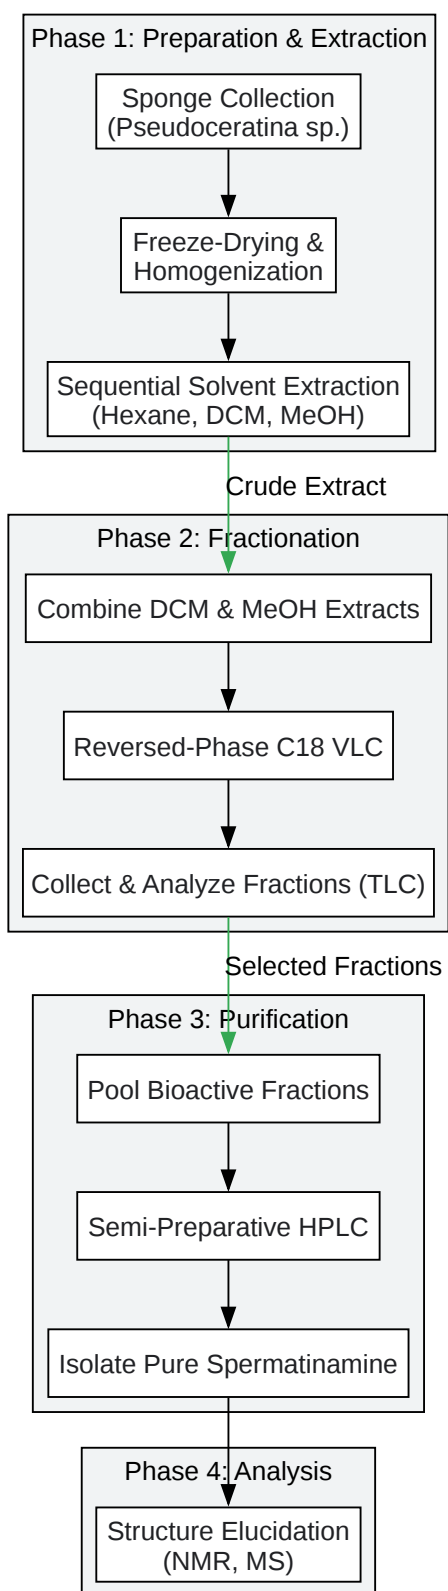 Phase 1: Preparation & Extraction
Sponge Collection
(Pseudoceratina sp.)
Freeze-Drying &
Homogenization
Sequential Solvent Extraction
(Hexane, DCM, MeOH)
Crude Extract
Phase 2: Fractionation
Combine DCM & MeOH Extracts
Reversed-Phase C18 VLC
Collect & Analyze Fractions (TLC)
Selected Fractions
Phase 3: Purification
Pool Bioactive Fractions
Semi-Preparative HPLC
Isolate Pure Spermatinamine
Phase 4: Analysis
Structure Elucidation
(NMR, MS)